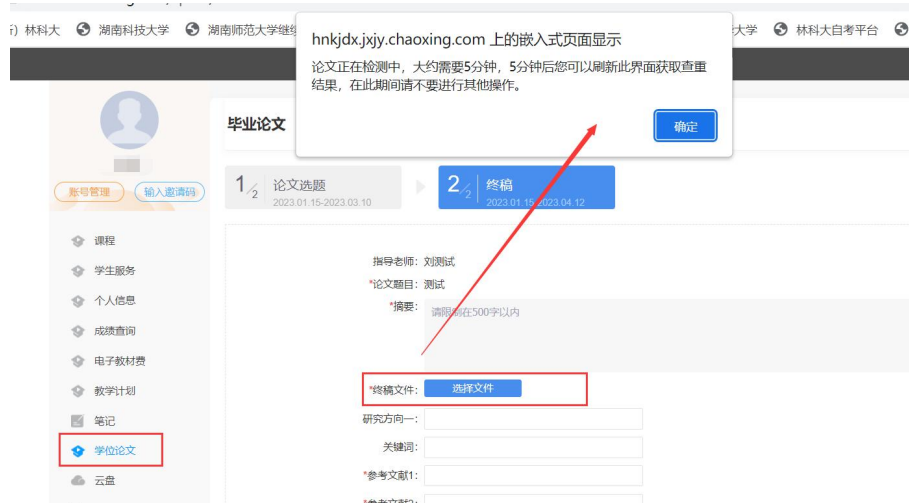 林科大 湖南科技大学 湖南师范大学继续 大学 林科大自考平台
hnkjdx.jxjy.chaoxing.com 上的嵌入式页面显示
论文正在检测中，大约需要5分钟，5分钟后您可以刷新此界面获取查重
结果，在此期间请不要进行其他操作。
确定
毕业论文
账号管理 输入邀请码
1/2 论文选题
2023.01.15-2023.03.10
2/2 终稿
2023.01.15-2023.04.12
课程
学生服务
个人信息
成绩查询
电子教材费
教学计划
笔记
学位论文
云盘
指导老师: 刘测试
*论文题目: 测试
*摘要:
请限制在500字以内
*终稿文件: 选择文件
研究方向一:
关键词:
*参考文献1: